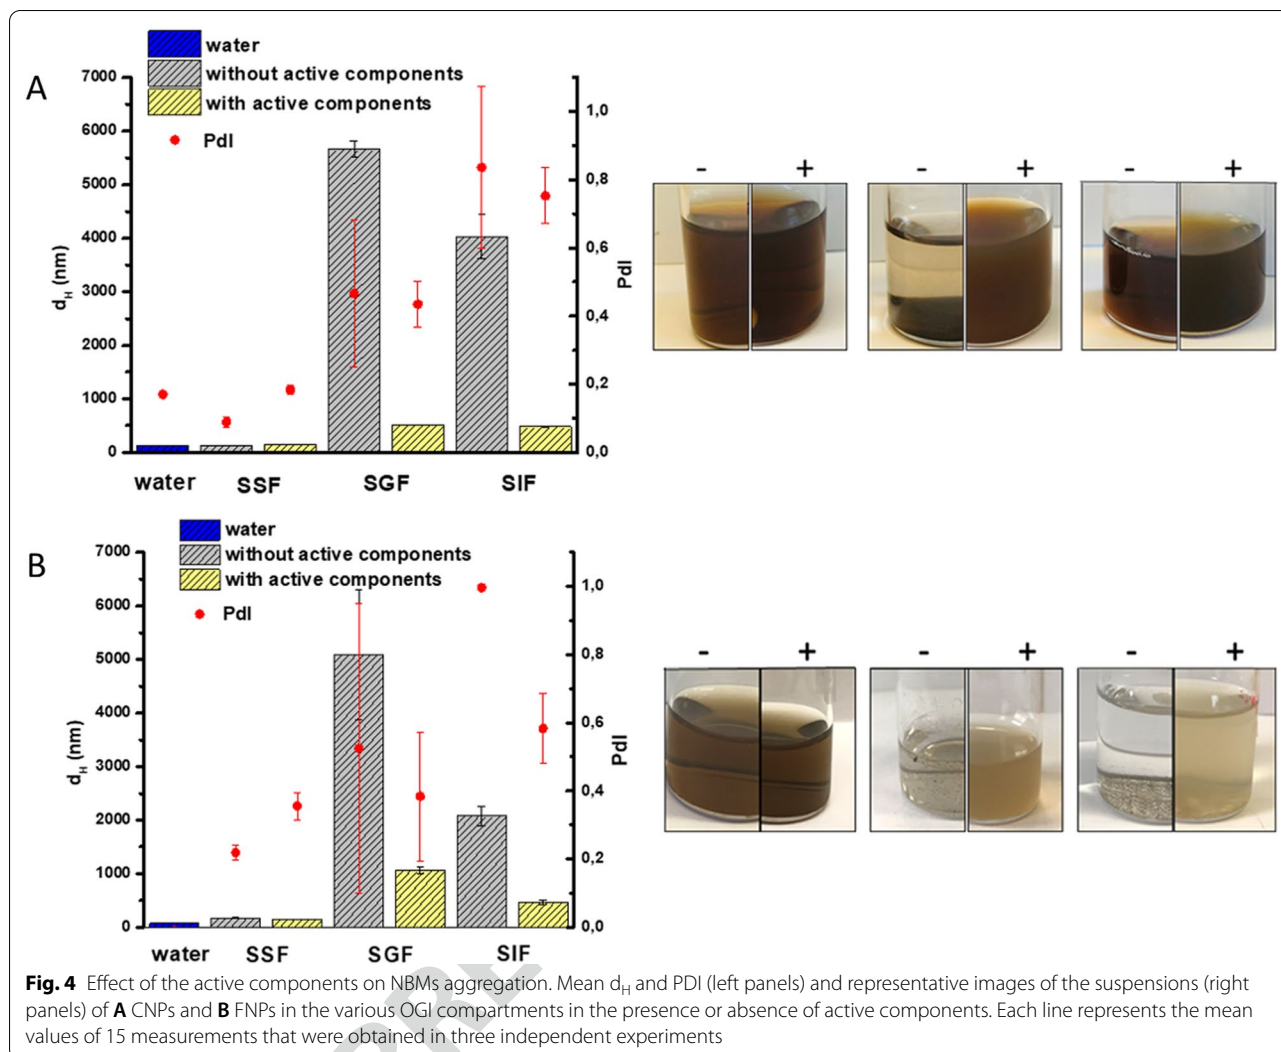 A
water
without active components
with active components
PdI
7000
6000
5000
4000
3000
2000
1000
0
d_H (nm)
1,0
0,8
0,6
0,4
0,2
0,0
PdI
water SSF SGF SIF
- + - + - +
B
water
without active components
with active components
PdI
7000
6000
5000
4000
3000
2000
1000
0
d_H (nm)
1,0
0,8
0,6
0,4
0,2
0,0
PdI
water SSF SGF SIF
- + - + - +
Fig. 4 Effect of the active components on NBMs aggregation. Mean d_H and PDI (left panels) and representative images of the suspensions (right
panels) of A CNPs and B FNPs in the various OGI compartments in the presence or absence of active components. Each line represents the mean
values of 15 measurements that were obtained in three independent experiments